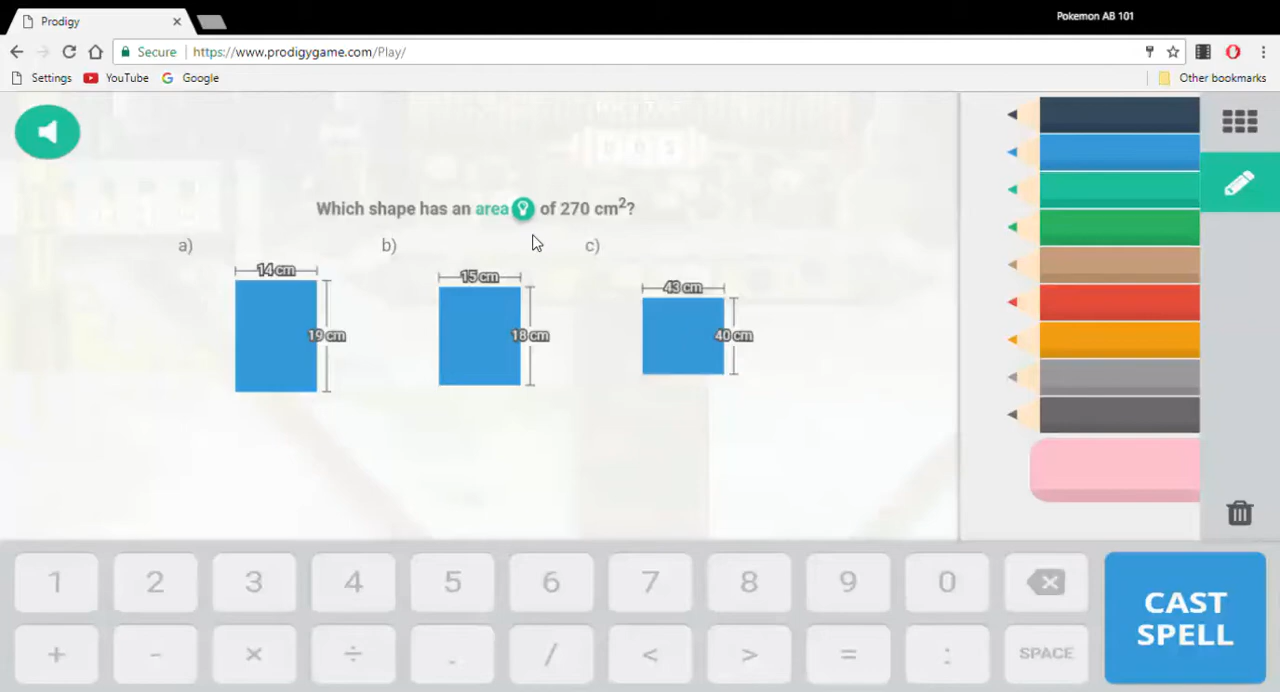 Pokemon AB 101
Prodigy
Secure https://www.prodigygame.com/Play/
Settings YouTube Google Other bookmarks
Which shape has an area of 270 cm²?
a) b) c)
14 cm 15 cm 43 cm
19 cm 18 cm 40 cm
1 2 3 4 5 6 7 8 9 0
+ - × ÷ . / < > = : SPACE
CAST
SPELL